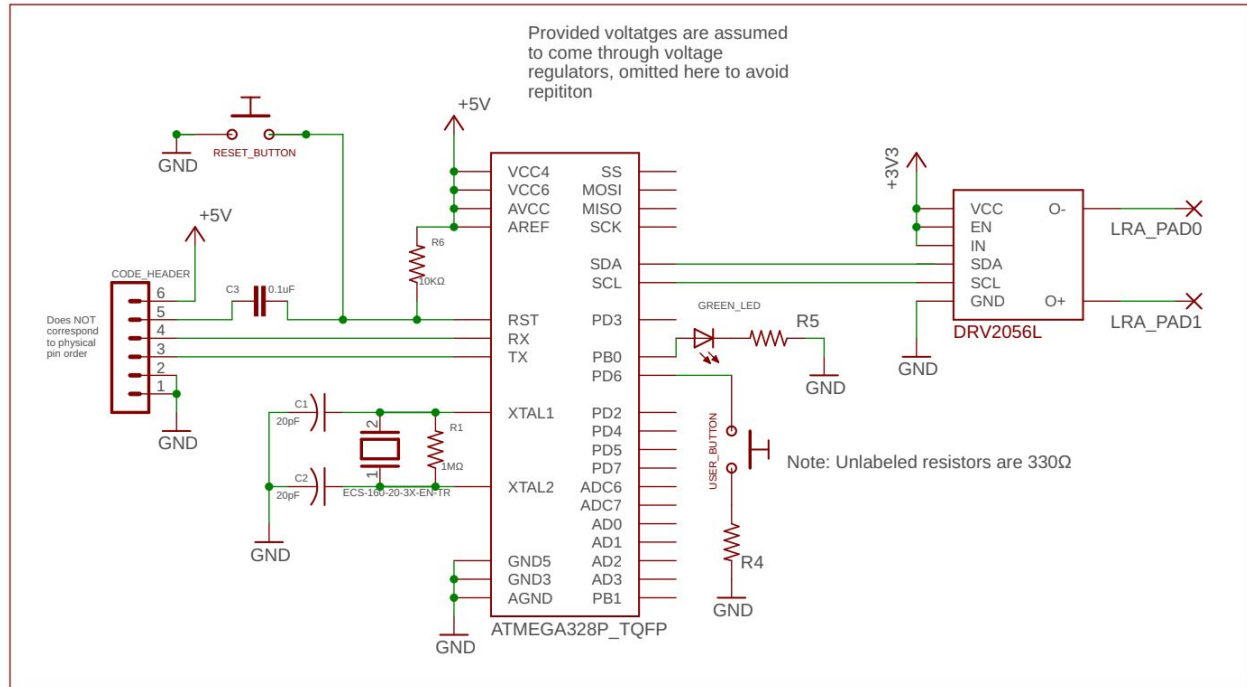 Provided voltatges are assumed
to come through voltage
regulators, omitted here to avoid
repititon
+5V
GND
RESET_BUTTON
+5V
CODE_HEADER
6
5
4
3
2
1
Does NOT
correspond
to physical
pin order
GND
C3
0.1uF
R6
10KΩ
C1
20pF
C2
20pF
2
1
R1
1MΩ
ECS-160-20-3X-EN-TR
GND
VCC4
VCC6
AVCC
AREF
RST
RX
TX
XTAL1
XTAL2
GND5
GND3
AGND
GND
SS
MOSI
MISO
SCK
SDA
SCL
PD3
PB0
PD6
PD2
PD4
PD5
PD7
ADC6
ADC7
AD0
AD1
AD2
AD3
PB1
ATMEGA328P_TQFP
GREEN_LED
R5
GND
USER_BUTTON
R4
GND
Note: Unlabeled resistors are 330Ω
+3V3
VCC
EN
IN
SDA
SCL
GND
O-
O+
DRV2056L
GND
LRA_PAD0
LRA_PAD1